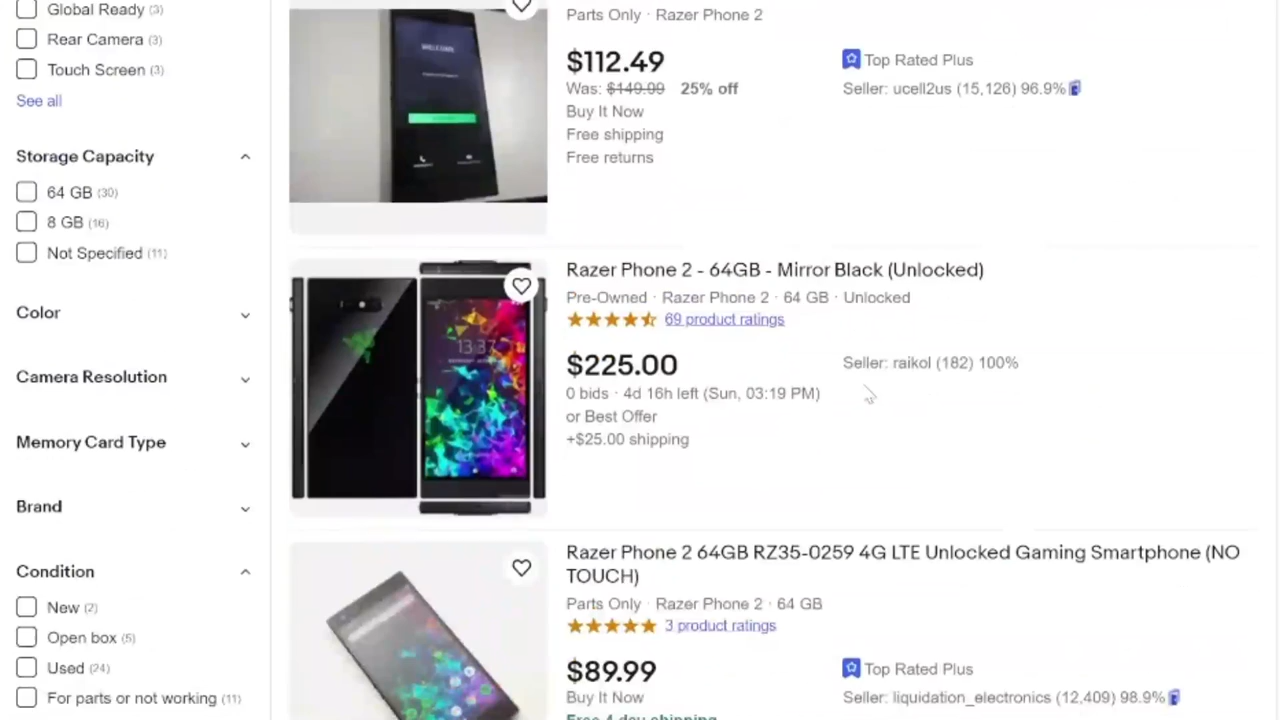 Global Ready (3)
Rear Camera (3)
Touch Screen (3)
See all
Storage Capacity
64 GB (30)
8 GB (16)
Not Specified (11)
Color
Camera Resolution
Memory Card Type
Brand
Condition
New (2)
Open box (5)
Used (24)
For parts or not working (11)
Parts Only · Razer Phone 2
$112.49
Was: $149.99 25% off
Buy It Now
Free shipping
Free returns
Top Rated Plus
Seller: ucell2us (15,126) 96.9%
Razer Phone 2 - 64GB - Mirror Black (Unlocked)
Pre-Owned · Razer Phone 2 · 64 GB · Unlocked
69 product ratings
$225.00
0 bids · 4d 16h left (Sun, 03:19 PM)
or Best Offer
+$25.00 shipping
Seller: raikol (182) 100%
13:37
Razer Phone 2 64GB RZ35-0259 4G LTE Unlocked Gaming Smartphone (NO
TOUCH)
Parts Only · Razer Phone 2 · 64 GB
3 product ratings
$89.99
Buy It Now
Free 4 day shipping
Top Rated Plus
Seller: liquidation_electronics (12,409) 98.9%